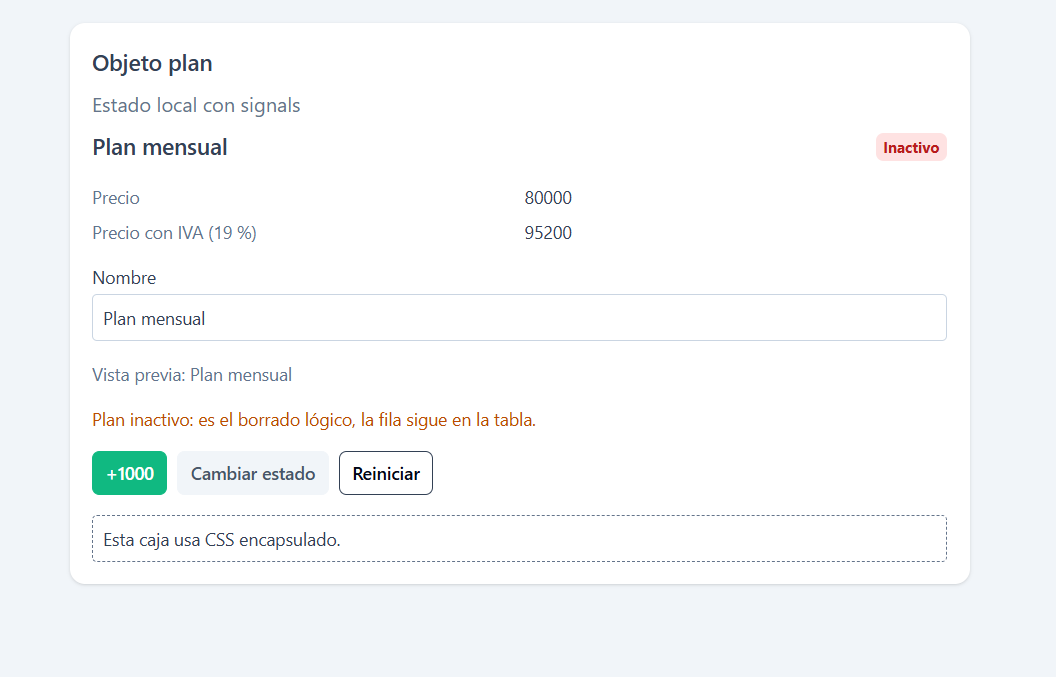 Objeto plan
Estado local con signals
Plan mensual
Inactivo
Precio
80000
Precio con IVA (19 %)
95200
Nombre
Plan mensual
Vista previa: Plan mensual
Plan inactivo: es el borrado lógico, la fila sigue en la tabla.
+1000
Cambiar estado
Reiniciar
Esta caja usa CSS encapsulado.